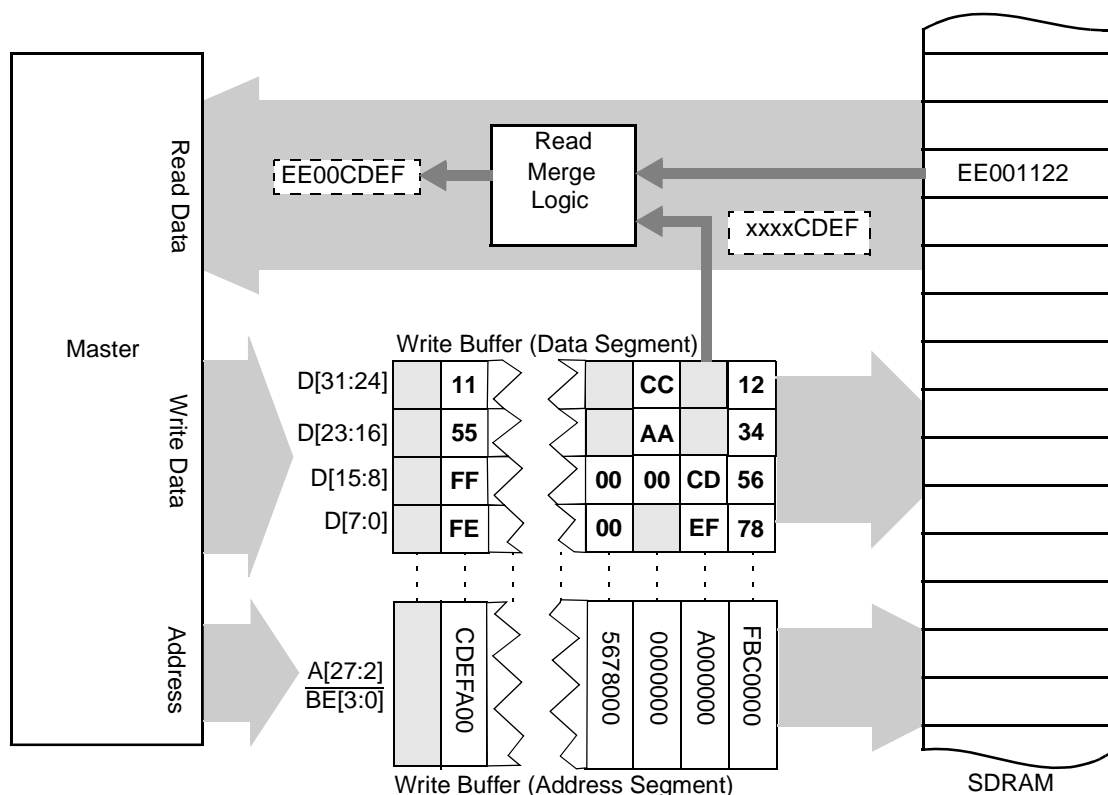 Read
Merge
Logic
EE00CDEF
EE001122
xxxxCDEF
Read Data
Master
Write Data
Address
Write Buffer (Data Segment)
D[31:24] 11 CC 12
D[23:16] 55 AA 34
D[15:8] FF 00 00 CD 56
D[7:0] FE 00 EF 78
A[27:2]
BE[3:0]
CDEFA00
5678000
0000000
A000000
FBC0000
Write Buffer (Address Segment)
SDRAM